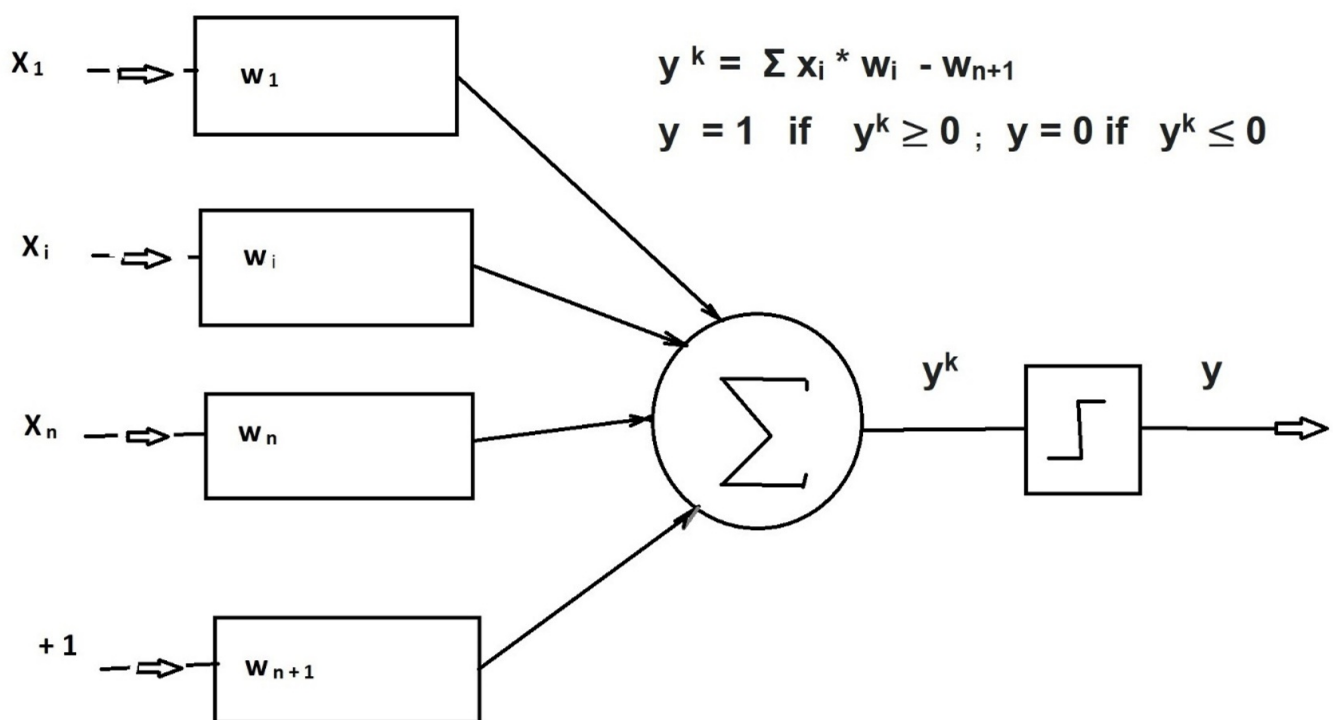 X₁
w₁
yᵏ = Σ xᵢ * wᵢ - wₙ₊₁
y = 1 if yᵏ ≥ 0 ; y = 0 if yᵏ ≤ 0
Xᵢ
wᵢ
Xₙ
wₙ
Σ
yᵏ
y
+ 1
wₙ₊₁